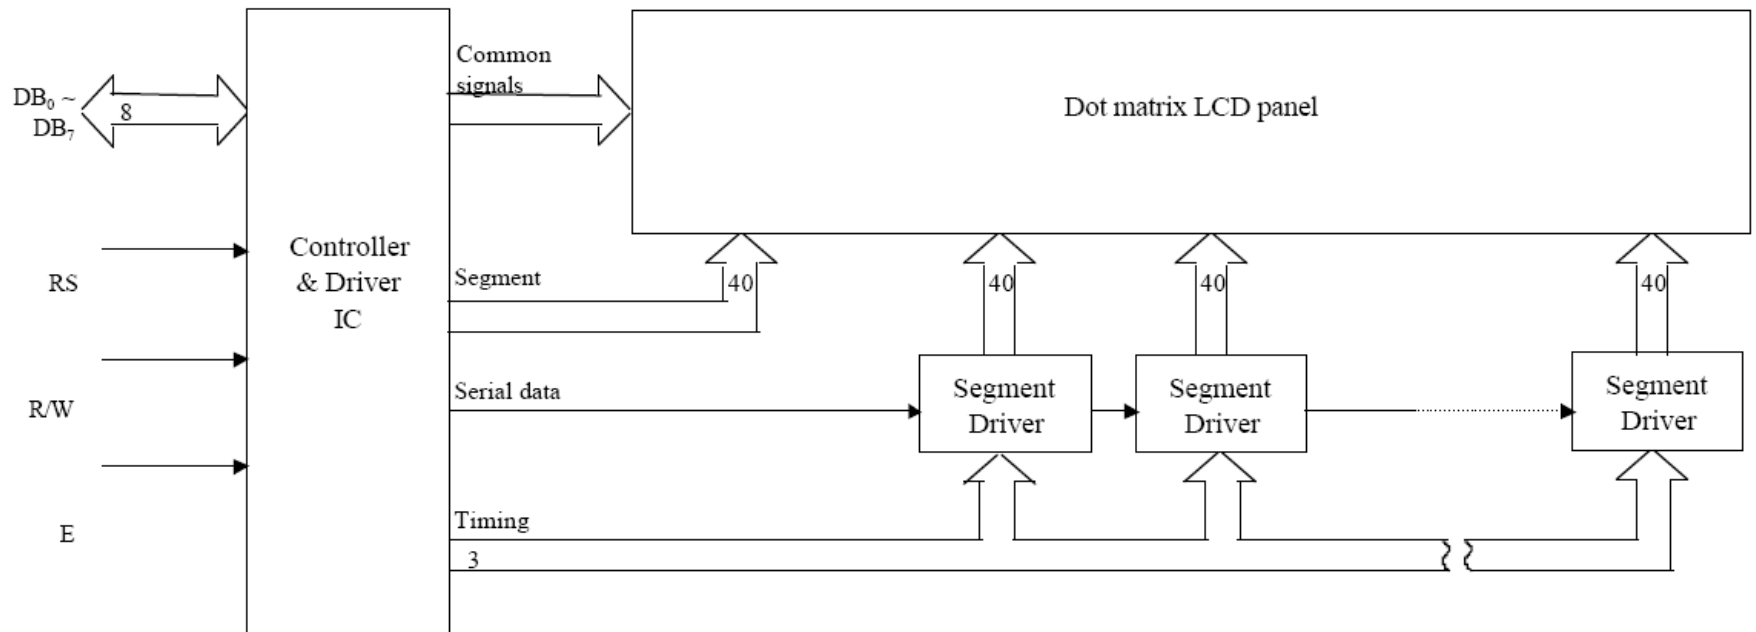 Common
signals
DB₀ ~
DB₇
8
Dot matrix LCD panel
Controller
& Driver
IC
RS
R/W
E
Segment
40
40
40
40
Serial data
Segment
Driver
Segment
Driver
Segment
Driver
Timing
3